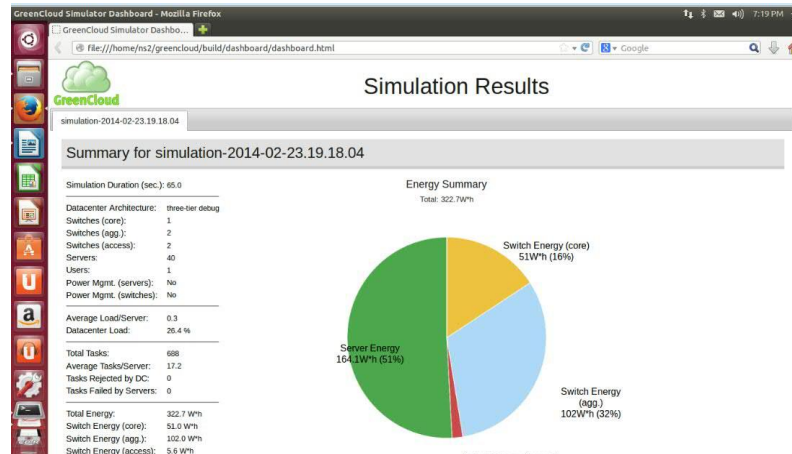 GreenCloud Simulator Dashboard - Mozilla Firefox
7:19 PM
GreenCloud Simulator Dashbo...
file:///home/ns2/greencloud/build/dashboard/dashboard.html
Google
GreenCloud
Simulation Results
simulation-2014-02-23.19.18.04
Summary for simulation-2014-02-23.19.18.04
Simulation Duration (sec.): 65.0
Datacenter Architecture: three-tier debug
Switches (core): 1
Switches (agg.): 2
Switches (access): 2
Servers: 40
Users: 1
Power Mgmt. (servers): No
Power Mgmt. (switches): No
Average Load/Server: 0.3
Datacenter Load: 26.4 %
Total Tasks: 688
Average Tasks/Server: 17.2
Tasks Rejected by DC: 0
Tasks Failed by Servers: 0
Total Energy: 322.7 W*h
Switch Energy (core): 51.0 W*h
Switch Energy (agg.): 102.0 W*h
Switch Energy (access): 5.6 W*h
Energy Summary
Total: 322.7W*h
Switch Energy (core)
51W*h (16%)
Server Energy
164.1W*h (51%)
Switch Energy
(agg.)
102W*h (32%)